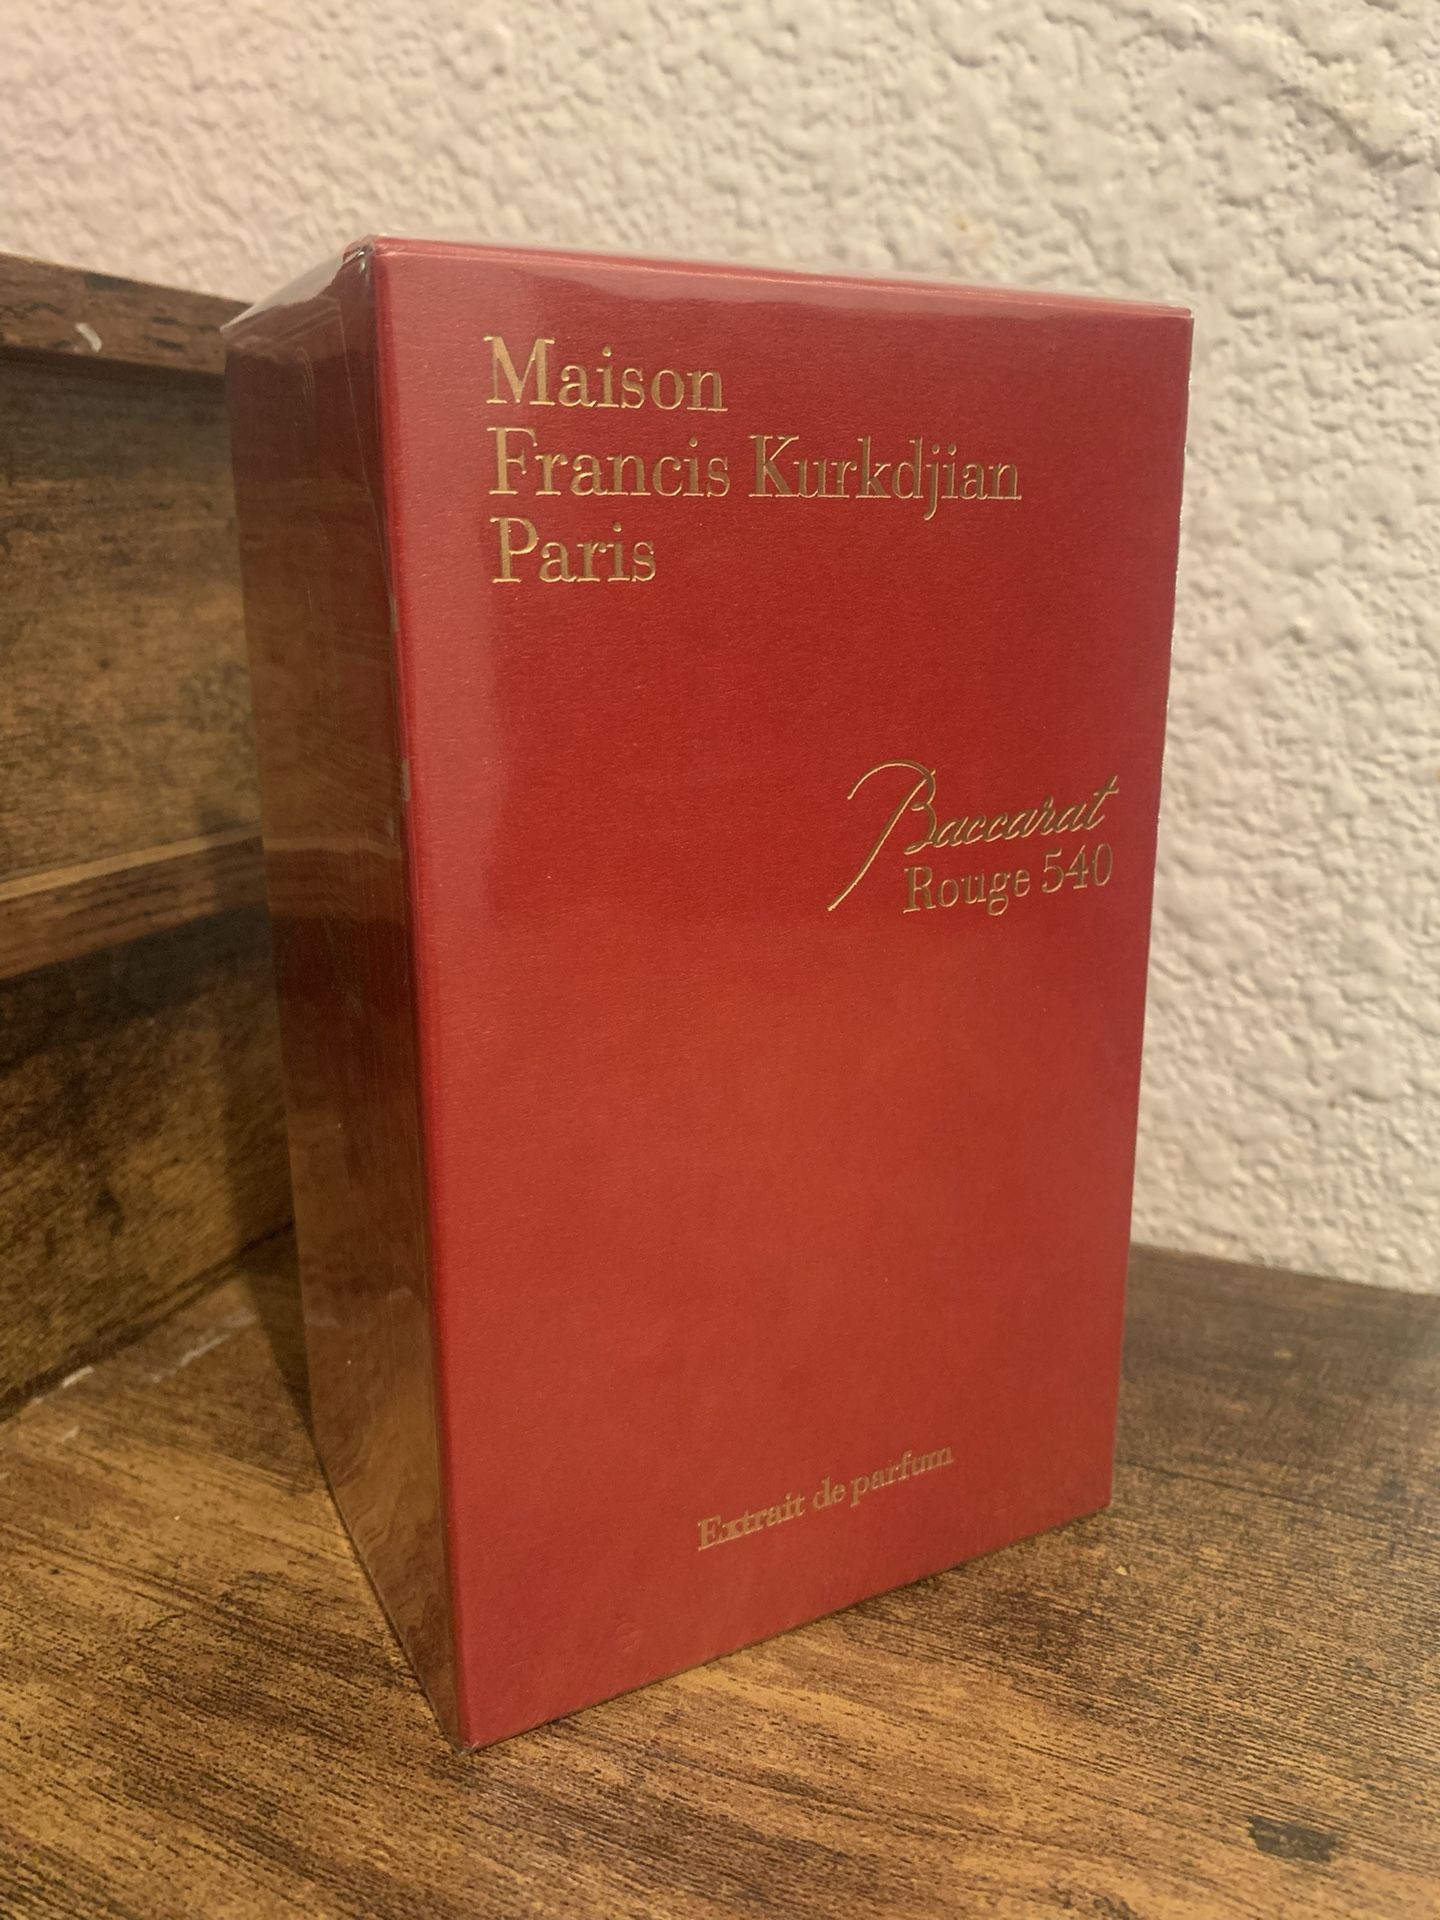 Maison
Francis Kurkdjian
Paris
Baccarat
Rouge 540
Extrait de parfum